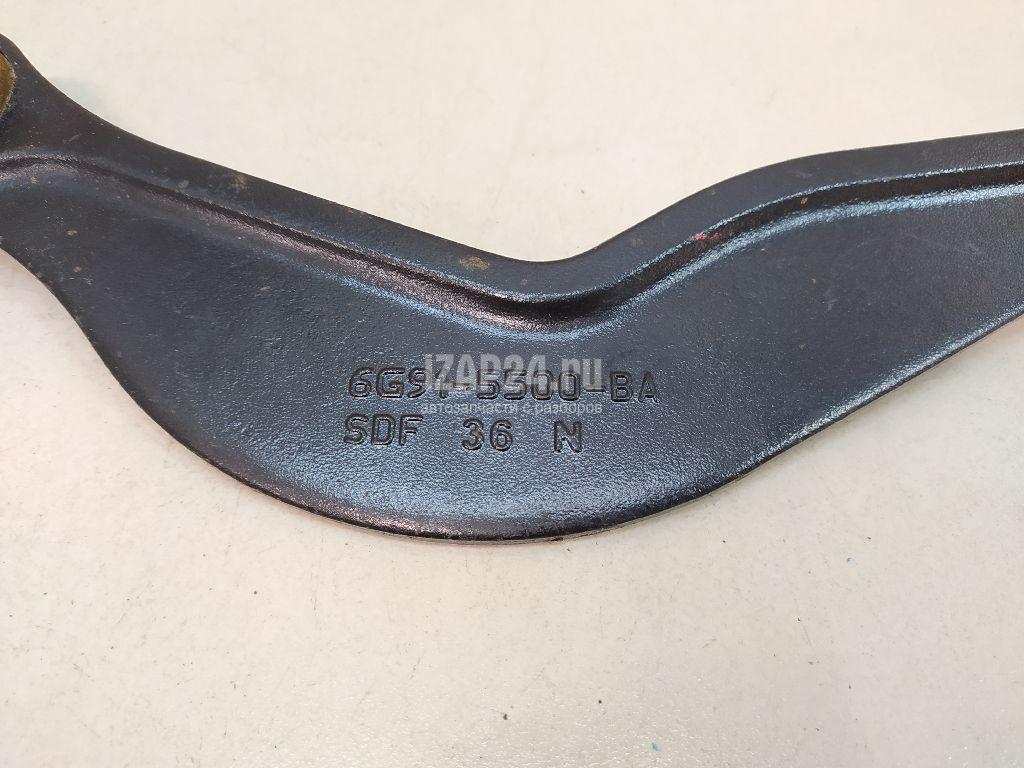 iZAP24.ru
6G91-5500-BA
автозапчасти с разборов
SDF 36 N